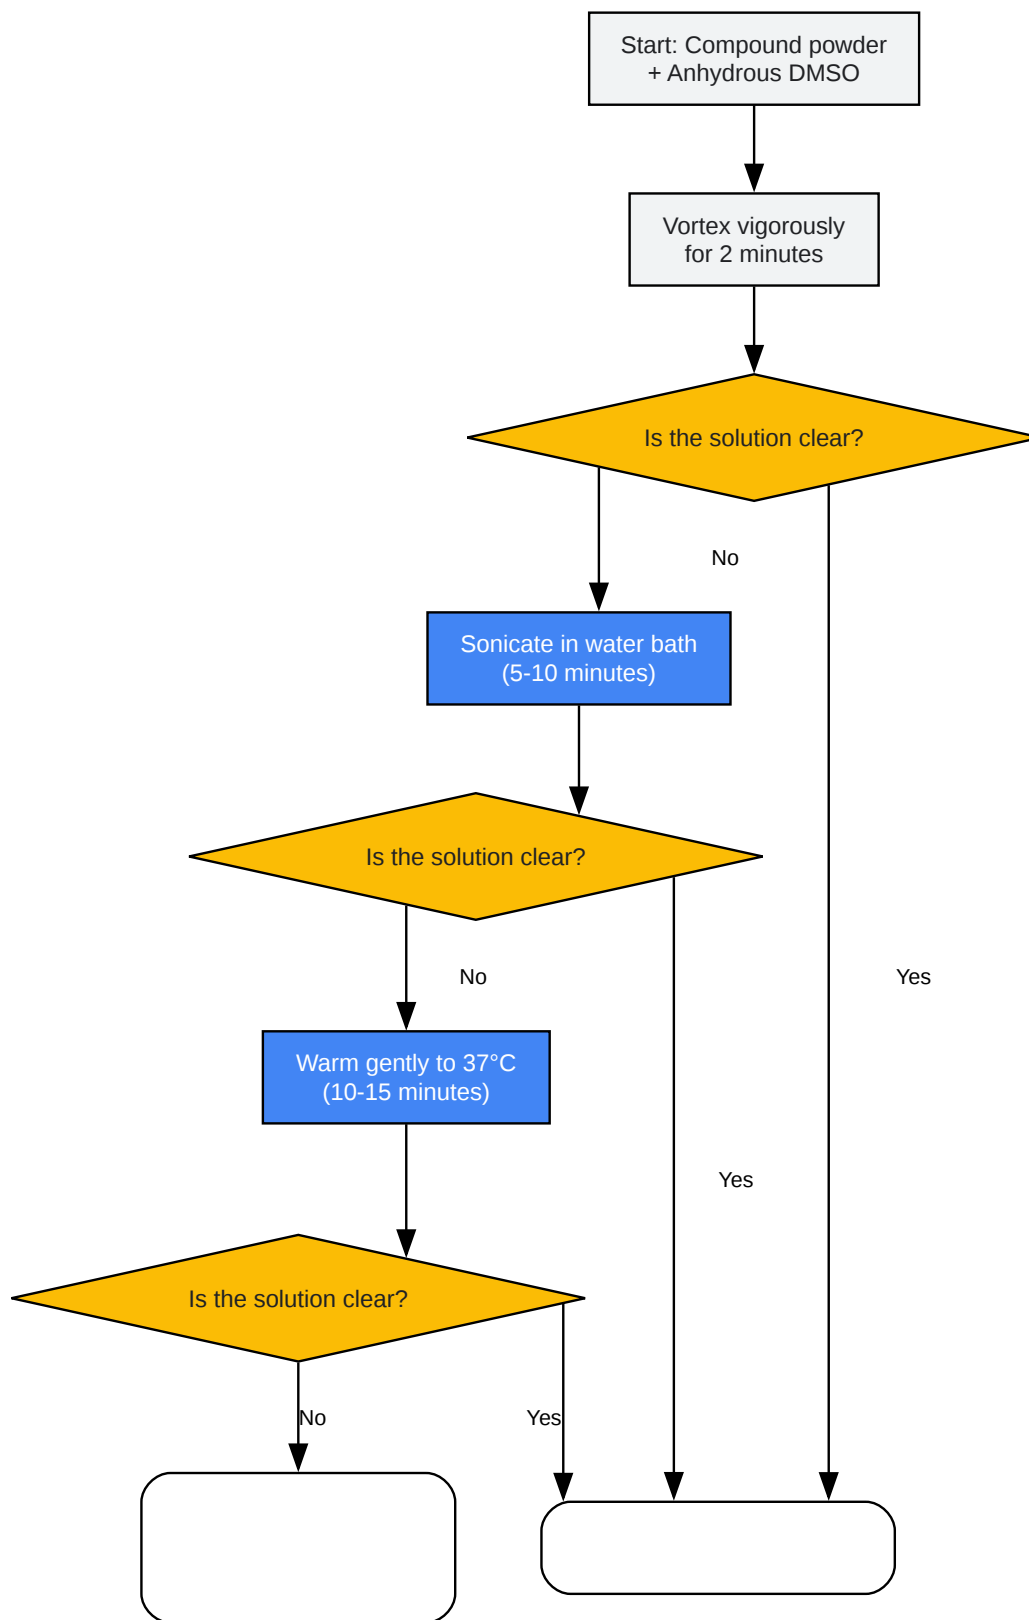 Start: Compound powder
+ Anhydrous DMSO
Vortex vigorously
for 2 minutes
Is the solution clear?
No
Sonicate in water bath
(5-10 minutes)
Is the solution clear?
No
Yes
Warm gently to 37°C
(10-15 minutes)
Yes
Is the solution clear?
No
Yes